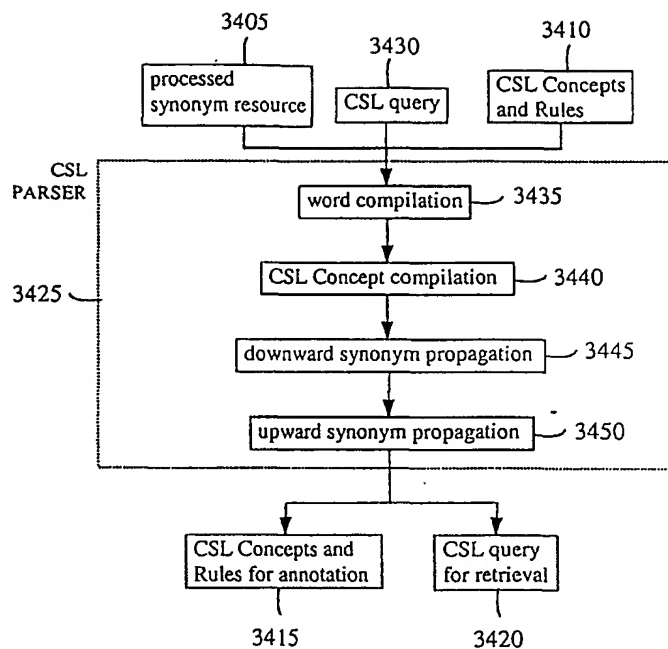 3405
3430
3410
processed
synonym resource
CSL query
CSL Concepts
and Rules
CSL
PARSER
word compilation
3435
CSL Concept compilation
3440
3425
downward synonym propagation
3445
upward synonym propagation
3450
CSL Concepts and
Rules for annotation
CSL query
for retrieval
3415
3420